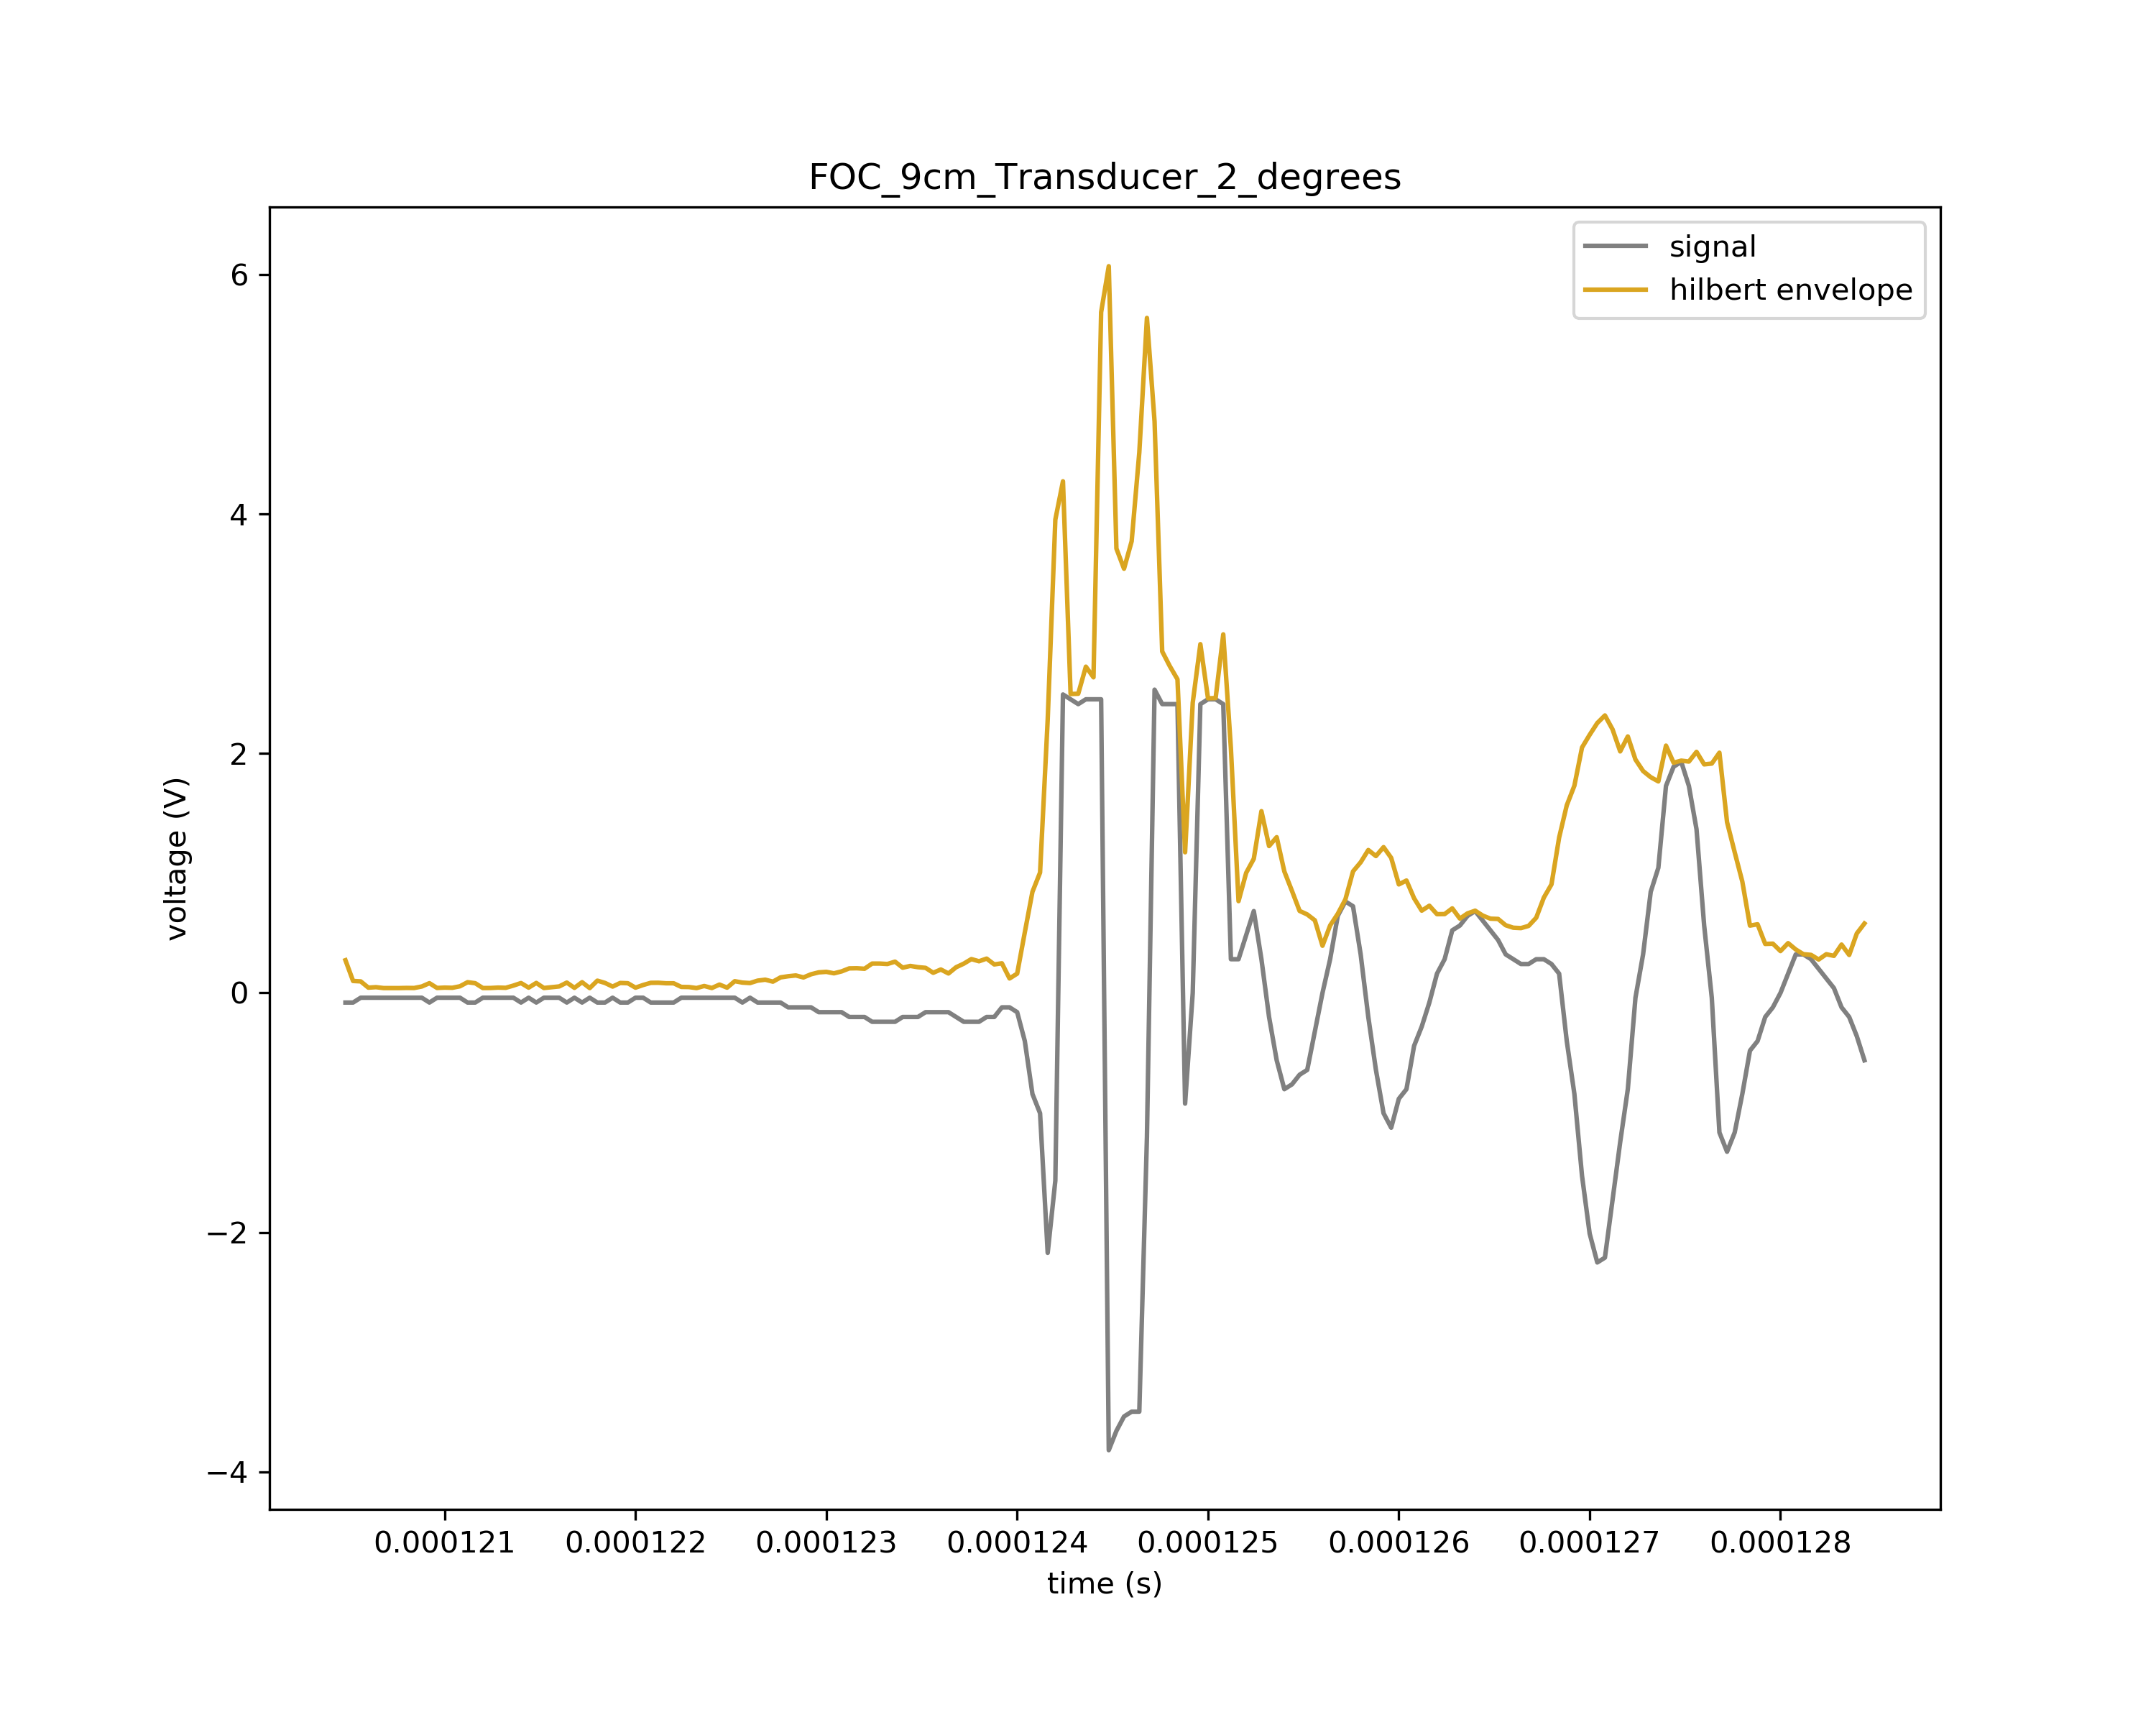 FOC_9cm_Transducer_2_degrees
signal
hilbert envelope
6
4
2
0
−2
−4
voltage (V)
0.000121 0.000122 0.000123 0.000124 0.000125 0.000126 0.000127 0.000128
time (s)